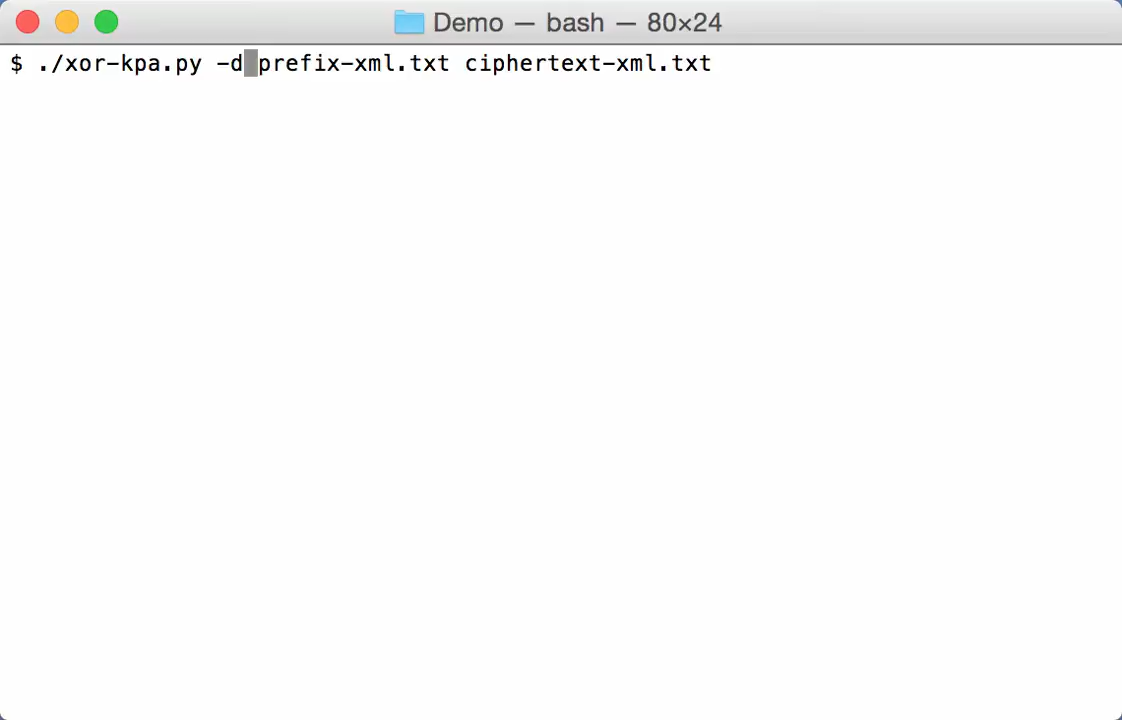 Demo — bash — 80×24
$ ./xor-kpa.py -d prefix-xml.txt ciphertext-xml.txt